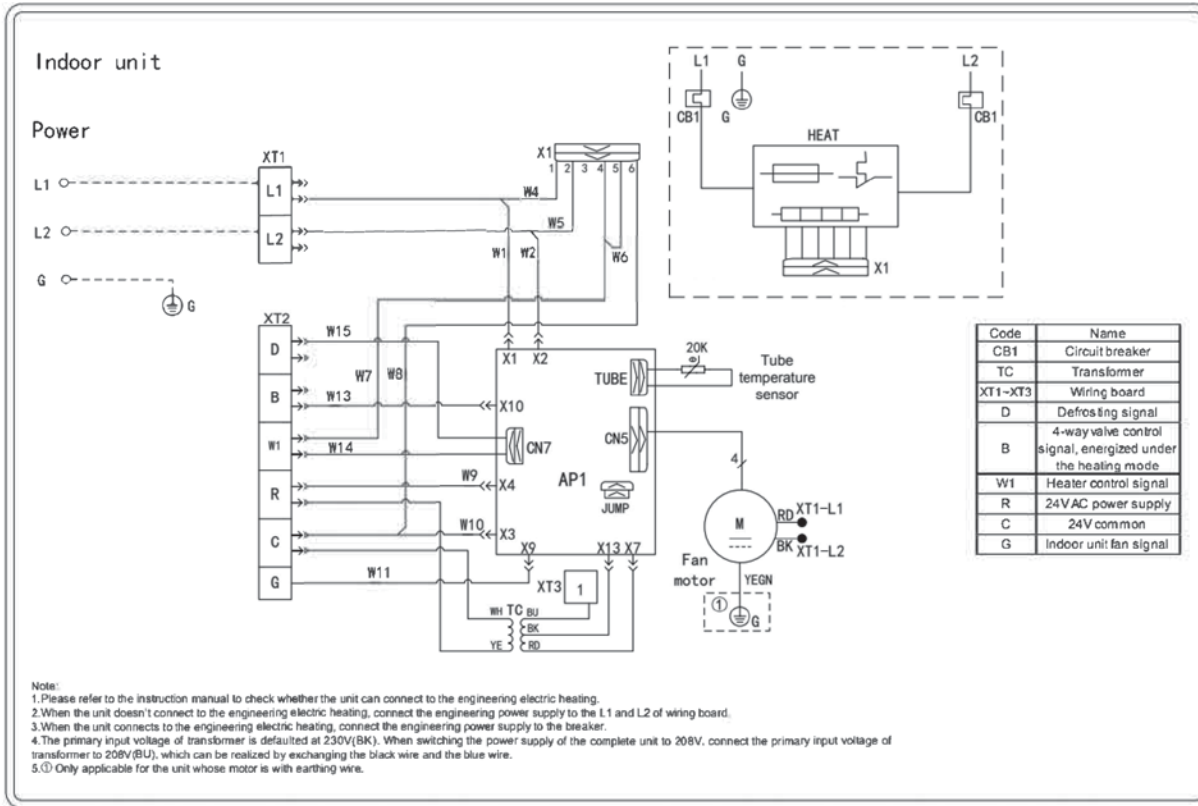 Indoor unit
Power
L1
L2
G
G
XT1
L1
L2
X1
1 2 3 4 5 6
W4
W5
W1
W2
W6
L1 G L2
CB1 G CB1
HEAT
X1
XT2
D
B
W1
R
C
G
W15
W7
W8
W13
W14
W9
W10
W11
X1 X2
TUBE
X10
CN7
CN5
X4
AP1
JUMP
X3
X9 X13 X7
20K
Tube
temperature
sensor
4
M
RD XT1-L1
BK XT1-L2
Fan
motor
YEGN
① G
XT3
1
WH TC BU
BK
YE RD
Code Name
CB1 Circuit breaker
TC Transformer
XT1~XT3 Wiring board
D Defrosting signal
B 4-way valve control
signal, energized under
the heating mode
W1 Heater control signal
R 24VAC power supply
C 24V common
G Indoor unit fan signal
Note:
1.Please refer to the instruction manual to check whether the unit can connect to the engineering electric heating.
2.When the unit doesn't connect to the engineering electric heating, connect the engineering power supply to the L1 and L2 of wiring board.
3.When the unit connects to the engineering electric heating, connect the engineering power supply to the breaker.
4.The primary input voltage of transformer is defaulted at 230V(BK). When switching the power supply of the complete unit to 208V, connect the primary input voltage of
transformer to 208V(BU), which can be realized by exchanging the black wire and the blue wire.
5.① Only applicable for the unit whose motor is with earthing wire.